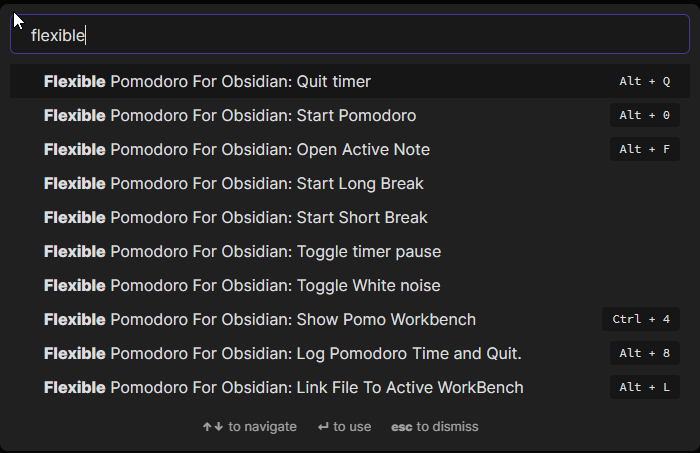 flexible
Flexible Pomodoro For Obsidian: Quit timer Alt + Q
Flexible Pomodoro For Obsidian: Start Pomodoro Alt + 0
Flexible Pomodoro For Obsidian: Open Active Note Alt + F
Flexible Pomodoro For Obsidian: Start Long Break
Flexible Pomodoro For Obsidian: Start Short Break
Flexible Pomodoro For Obsidian: Toggle timer pause
Flexible Pomodoro For Obsidian: Toggle White noise
Flexible Pomodoro For Obsidian: Show Pomo Workbench Ctrl + 4
Flexible Pomodoro For Obsidian: Log Pomodoro Time and Quit. Alt + 8
Flexible Pomodoro For Obsidian: Link File To Active WorkBench Alt + L
↑↓ to navigate ↵ to use esc to dismiss